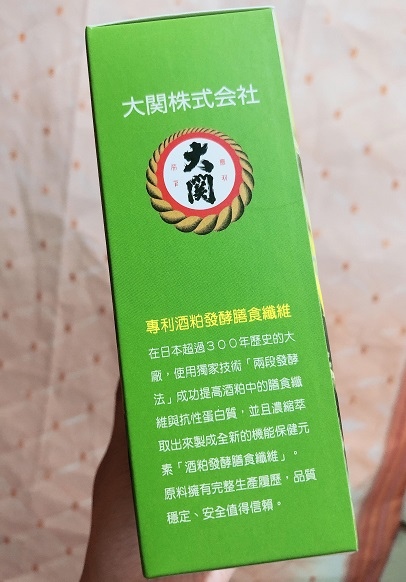 大関株式会社
大
関
專利酒粕發酵膳食纖維
在日本超過300年歷史的大
廠，使用獨家技術「兩段發酵
法」成功提高酒粕中的膳食纖
維與抗性蛋白質，並且濃縮萃
取出來製成全新的機能保健元
素「酒粕發酵膳食纖維」。
原料擁有完整生產履歷，品質
穩定、安全值得信賴。